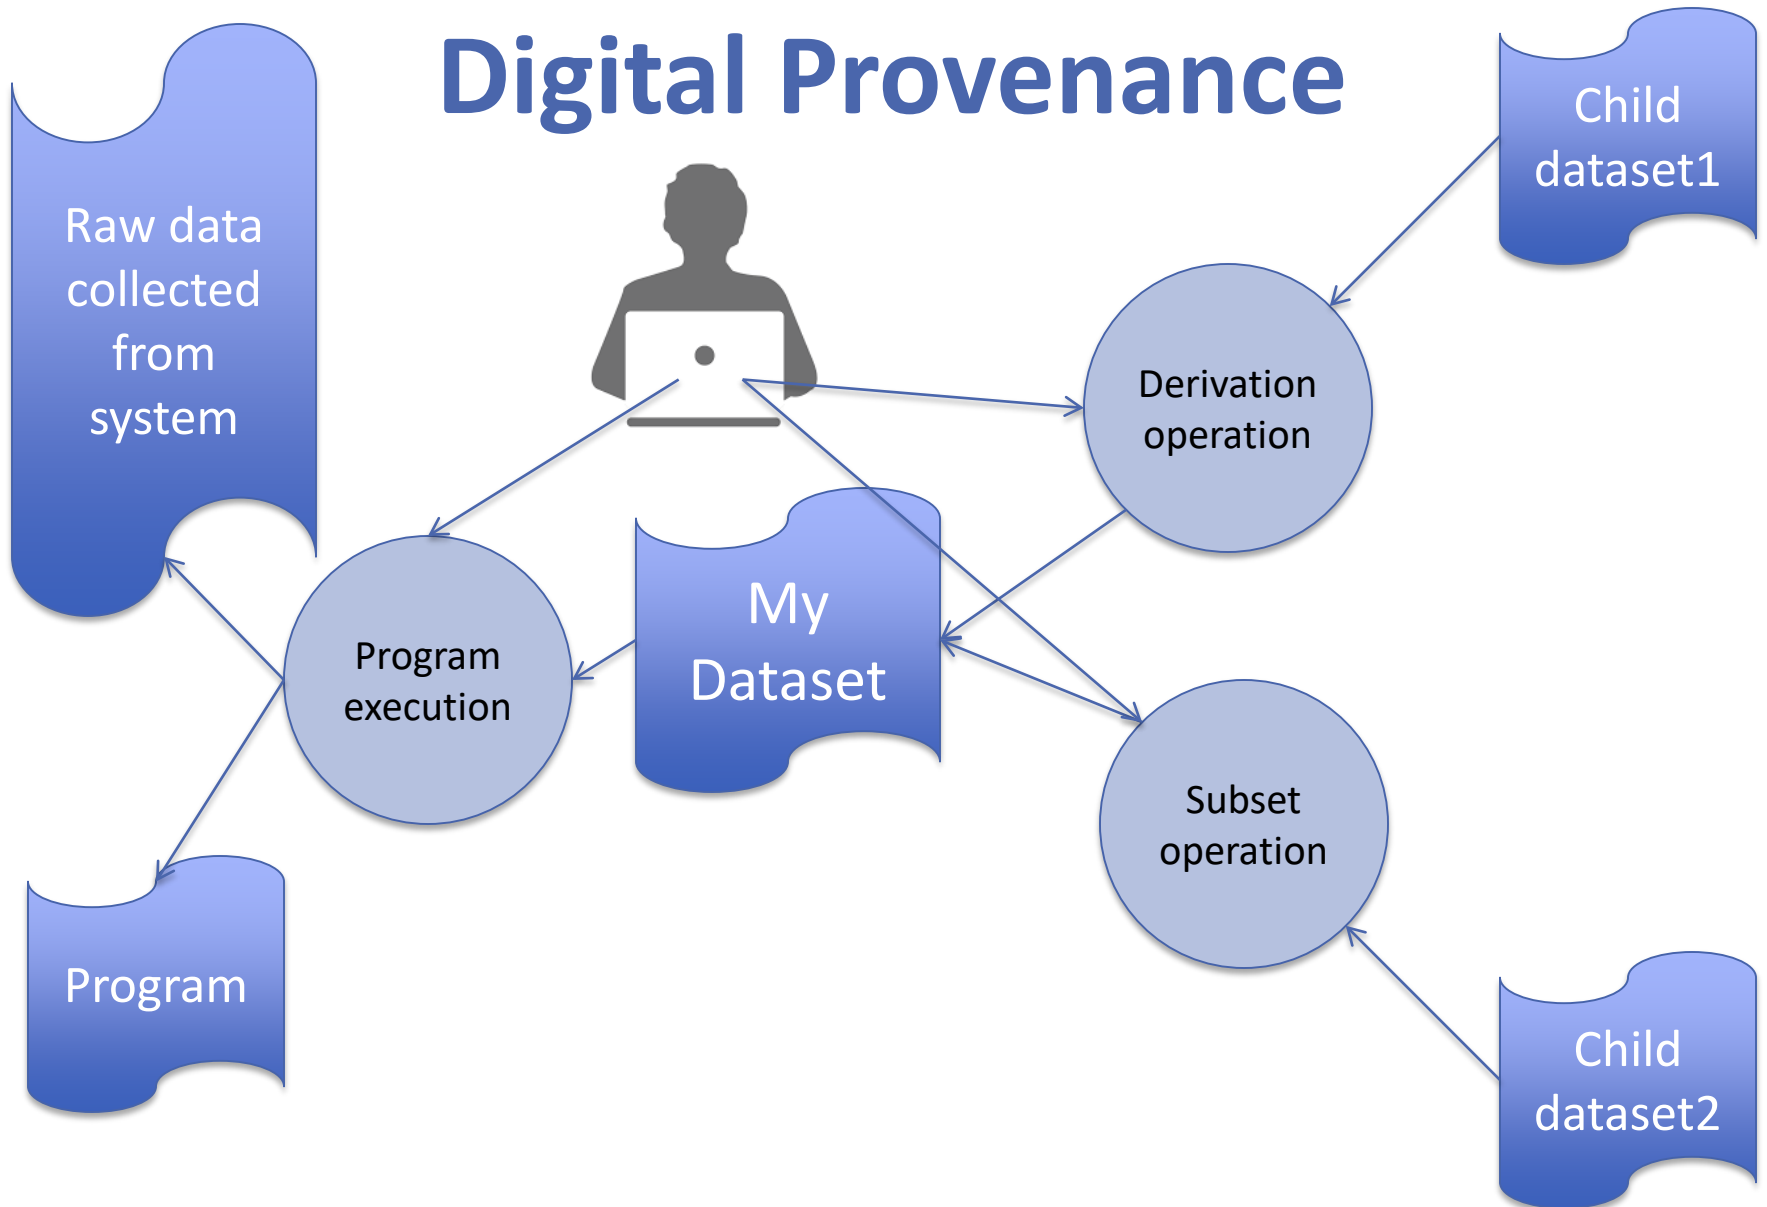 Digital Provenance
Raw data
collected
from
system
Child
dataset1
Derivation
operation
My
Dataset
Program
execution
Subset
operation
Program
Child
dataset2